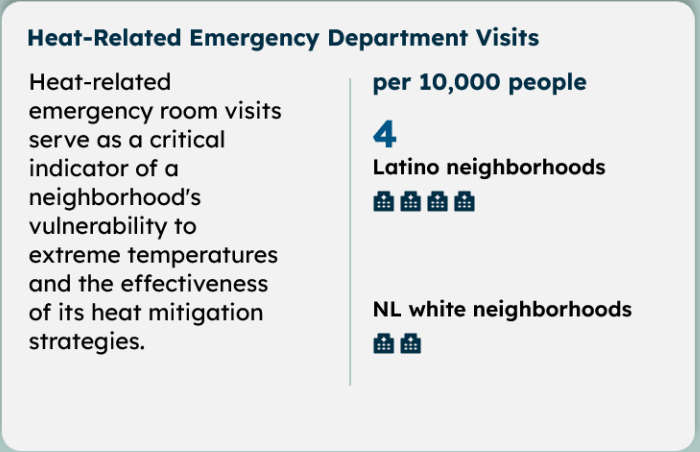 Heat-Related Emergency Department Visits
Heat-related
emergency room visits
serve as a critical
indicator of a
neighborhood's
vulnerability to
extreme temperatures
and the effectiveness
of its heat mitigation
strategies.
per 10,000 people
4
Latino neighborhoods
NL white neighborhoods